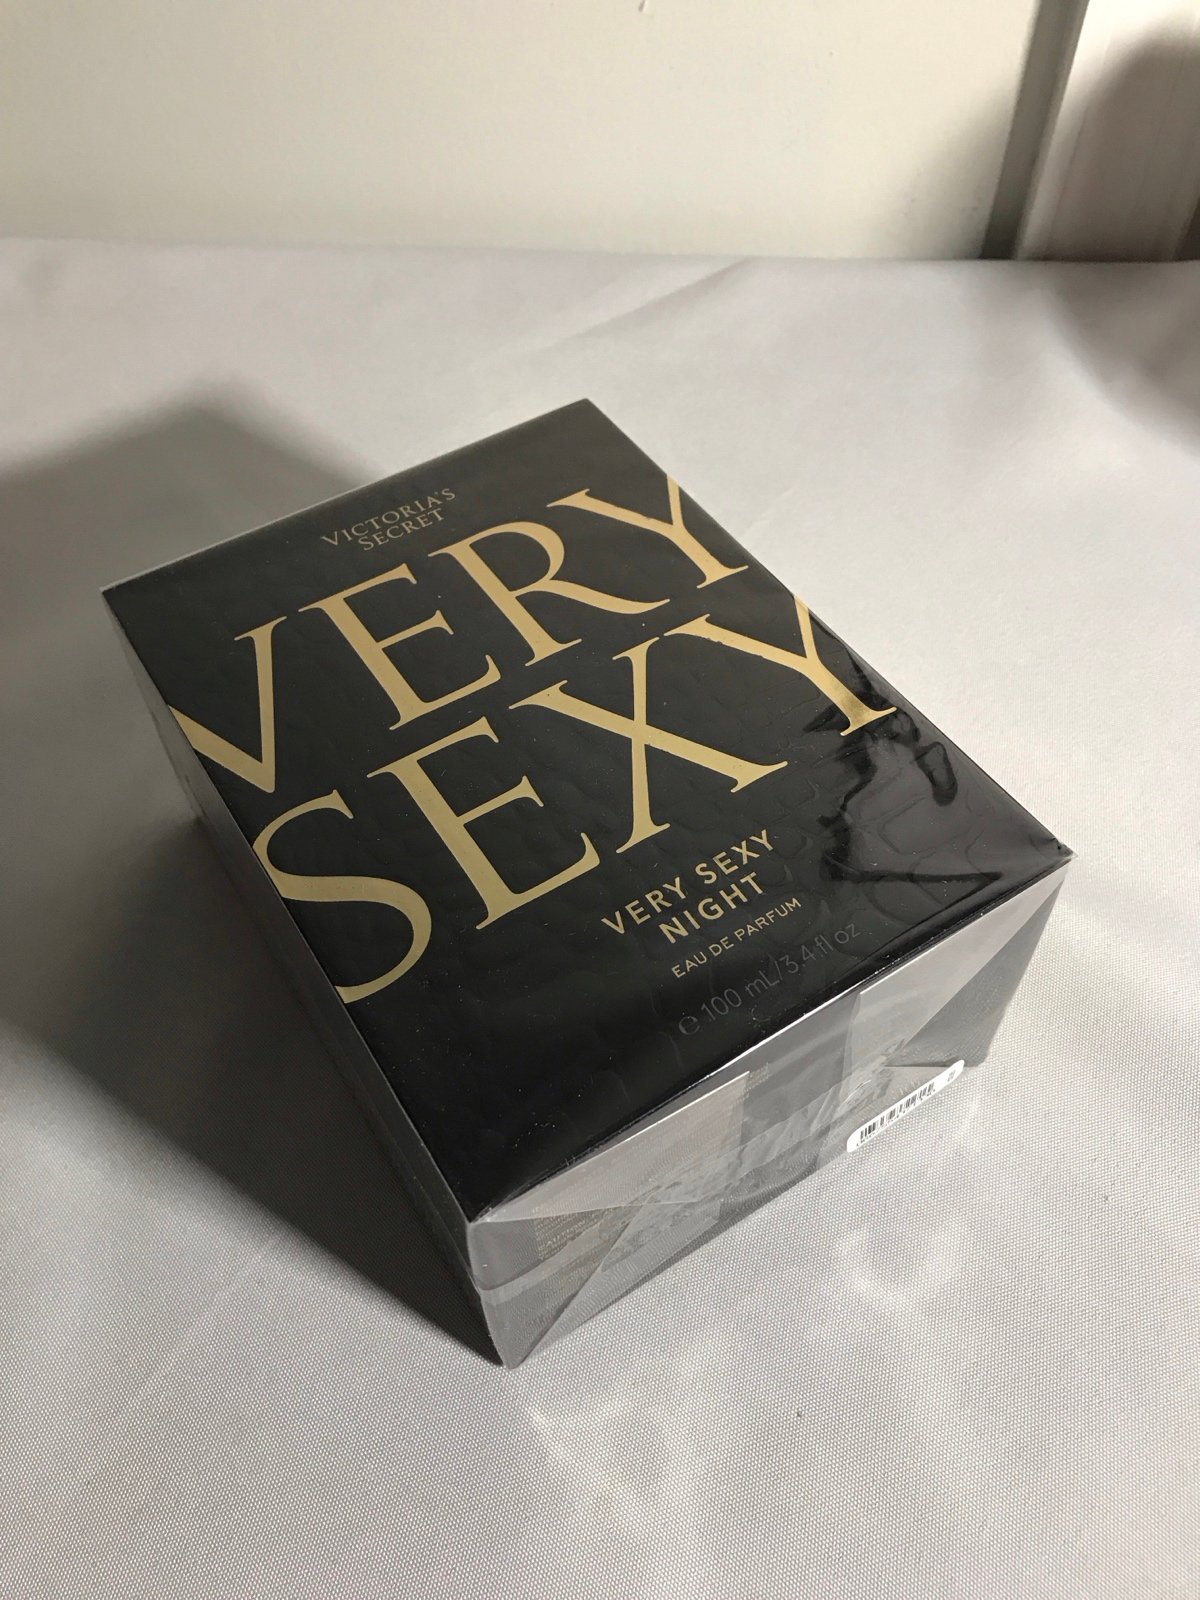 VICTORIA'S
SECRET
VERY
SEXY
VERY SEXY
NIGHT
EAU DE PARFUM
℮ 100 mL/3.4 fl oz